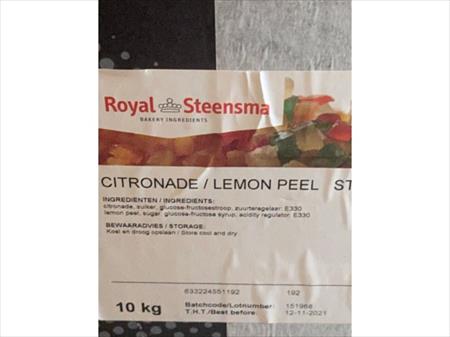 Royal Steensma
BAKERY INGREDIENTS
CITRONADE / LEMON PEEL ST
INGREDIENTEN / INGREDIENTS:
citronade, suiker, glucose-fructosestroop, zuurteregelaar: E330
lemon peel, sugar, glucose-fructose syrup, acidity regulator: E330
BEWAARADVIES / STORAGE:
Koel en droog opslaan / Store cool and dry
633224551192 192
10 kg Batchcode/Lotnumber: 151968
T.H.T./Best before: 12-11-2021